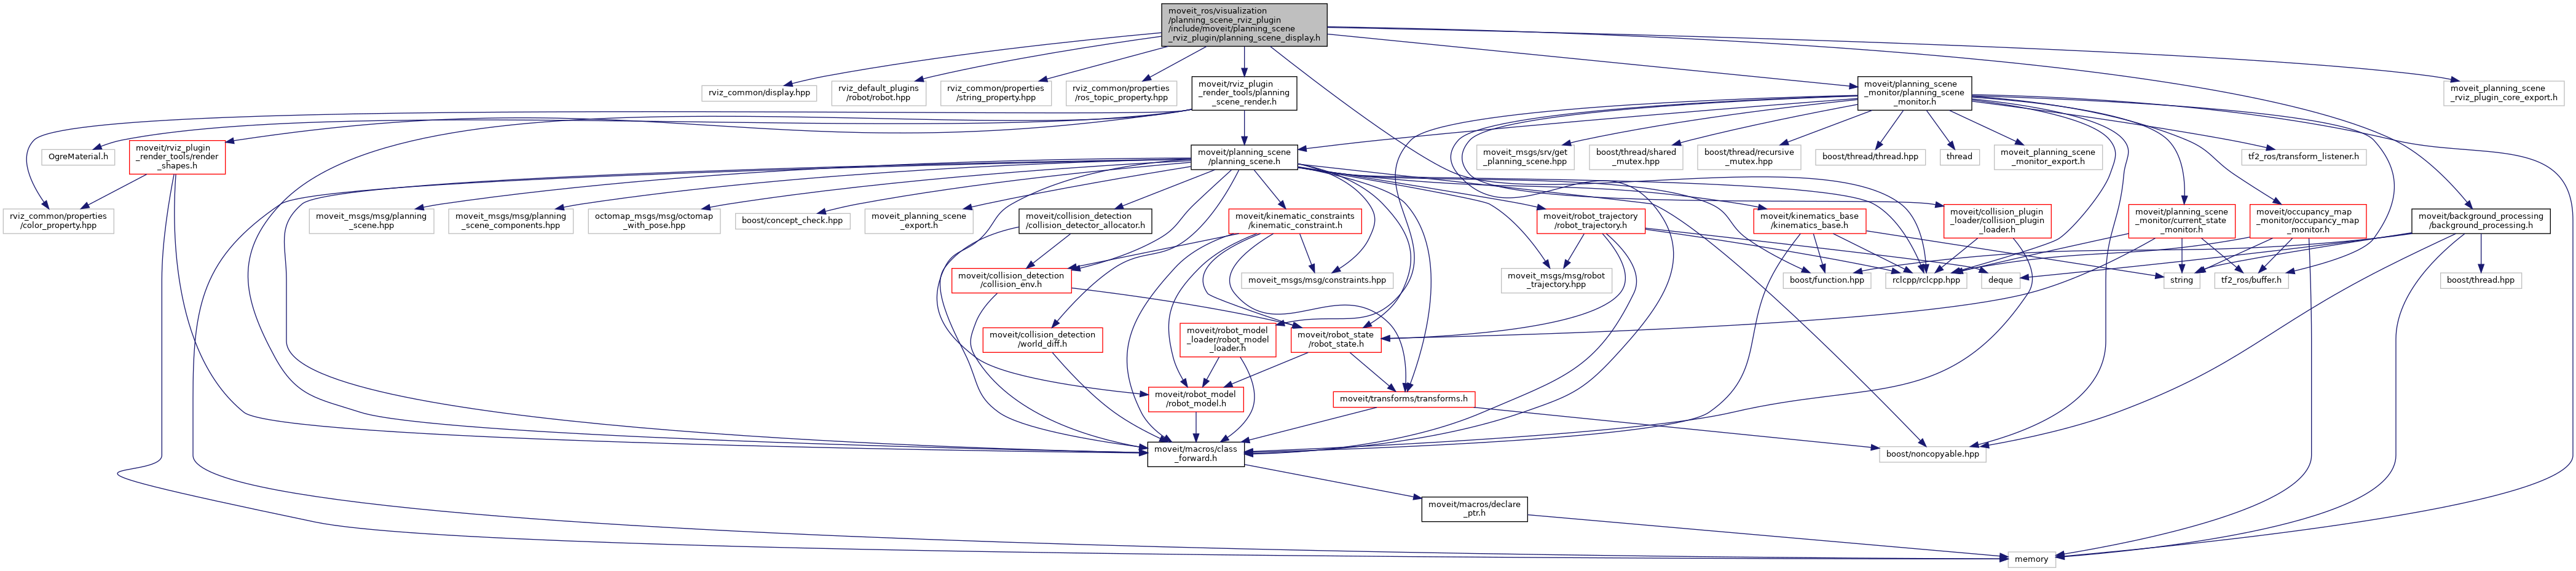 moveit_ros/visualization
/planning_scene_rviz_plugin
/include/moveit/planning_scene
_rviz_plugin/planning_scene_display.h
rviz_common/display.hpp
rviz_default_plugins
/robot/robot.hpp
rviz_common/properties
/string_property.hpp
rviz_common/properties
/ros_topic_property.hpp
moveit/rviz_plugin
_render_tools/planning
_scene_render.h
moveit/planning_scene
_monitor/planning_scene
_monitor.h
moveit_planning_scene
_rviz_plugin_core_export.h
OgreMaterial.h
moveit/rviz_plugin
_render_tools/render
_shapes.h
moveit/planning_scene
/planning_scene.h
moveit_msgs/srv/get
_planning_scene.hpp
boost/thread/shared
_mutex.hpp
boost/thread/recursive
_mutex.hpp
boost/thread/thread.hpp
thread
moveit_planning_scene
_monitor_export.h
tf2_ros/transform_listener.h
rviz_common/properties
/color_property.hpp
moveit_msgs/msg/planning
_scene.hpp
moveit_msgs/msg/planning
_scene_components.hpp
octomap_msgs/msg/octomap
_with_pose.hpp
boost/concept_check.hpp
moveit_planning_scene
_export.h
moveit/collision_detection
/collision_detector_allocator.h
moveit/kinematic_constraints
/kinematic_constraint.h
moveit/robot_trajectory
/robot_trajectory.h
moveit/kinematics_base
/kinematics_base.h
moveit/collision_plugin
_loader/collision_plugin
_loader.h
moveit/planning_scene
_monitor/current_state
_monitor.h
moveit/occupancy_map
_monitor/occupancy_map
_monitor.h
moveit/background_processing
/background_processing.h
moveit/collision_detection
/collision_env.h
moveit_msgs/msg/constraints.hpp
moveit_msgs/msg/robot
_trajectory.hpp
boost/function.hpp
rclcpp/rclcpp.hpp
deque
string
tf2_ros/buffer.h
boost/thread.hpp
moveit/collision_detection
/world_diff.h
moveit/robot_model
_loader/robot_model
_loader.h
moveit/robot_state
/robot_state.h
moveit/robot_model
/robot_model.h
moveit/transforms/transforms.h
moveit/macros/class
_forward.h
boost/noncopyable.hpp
moveit/macros/declare
_ptr.h
memory